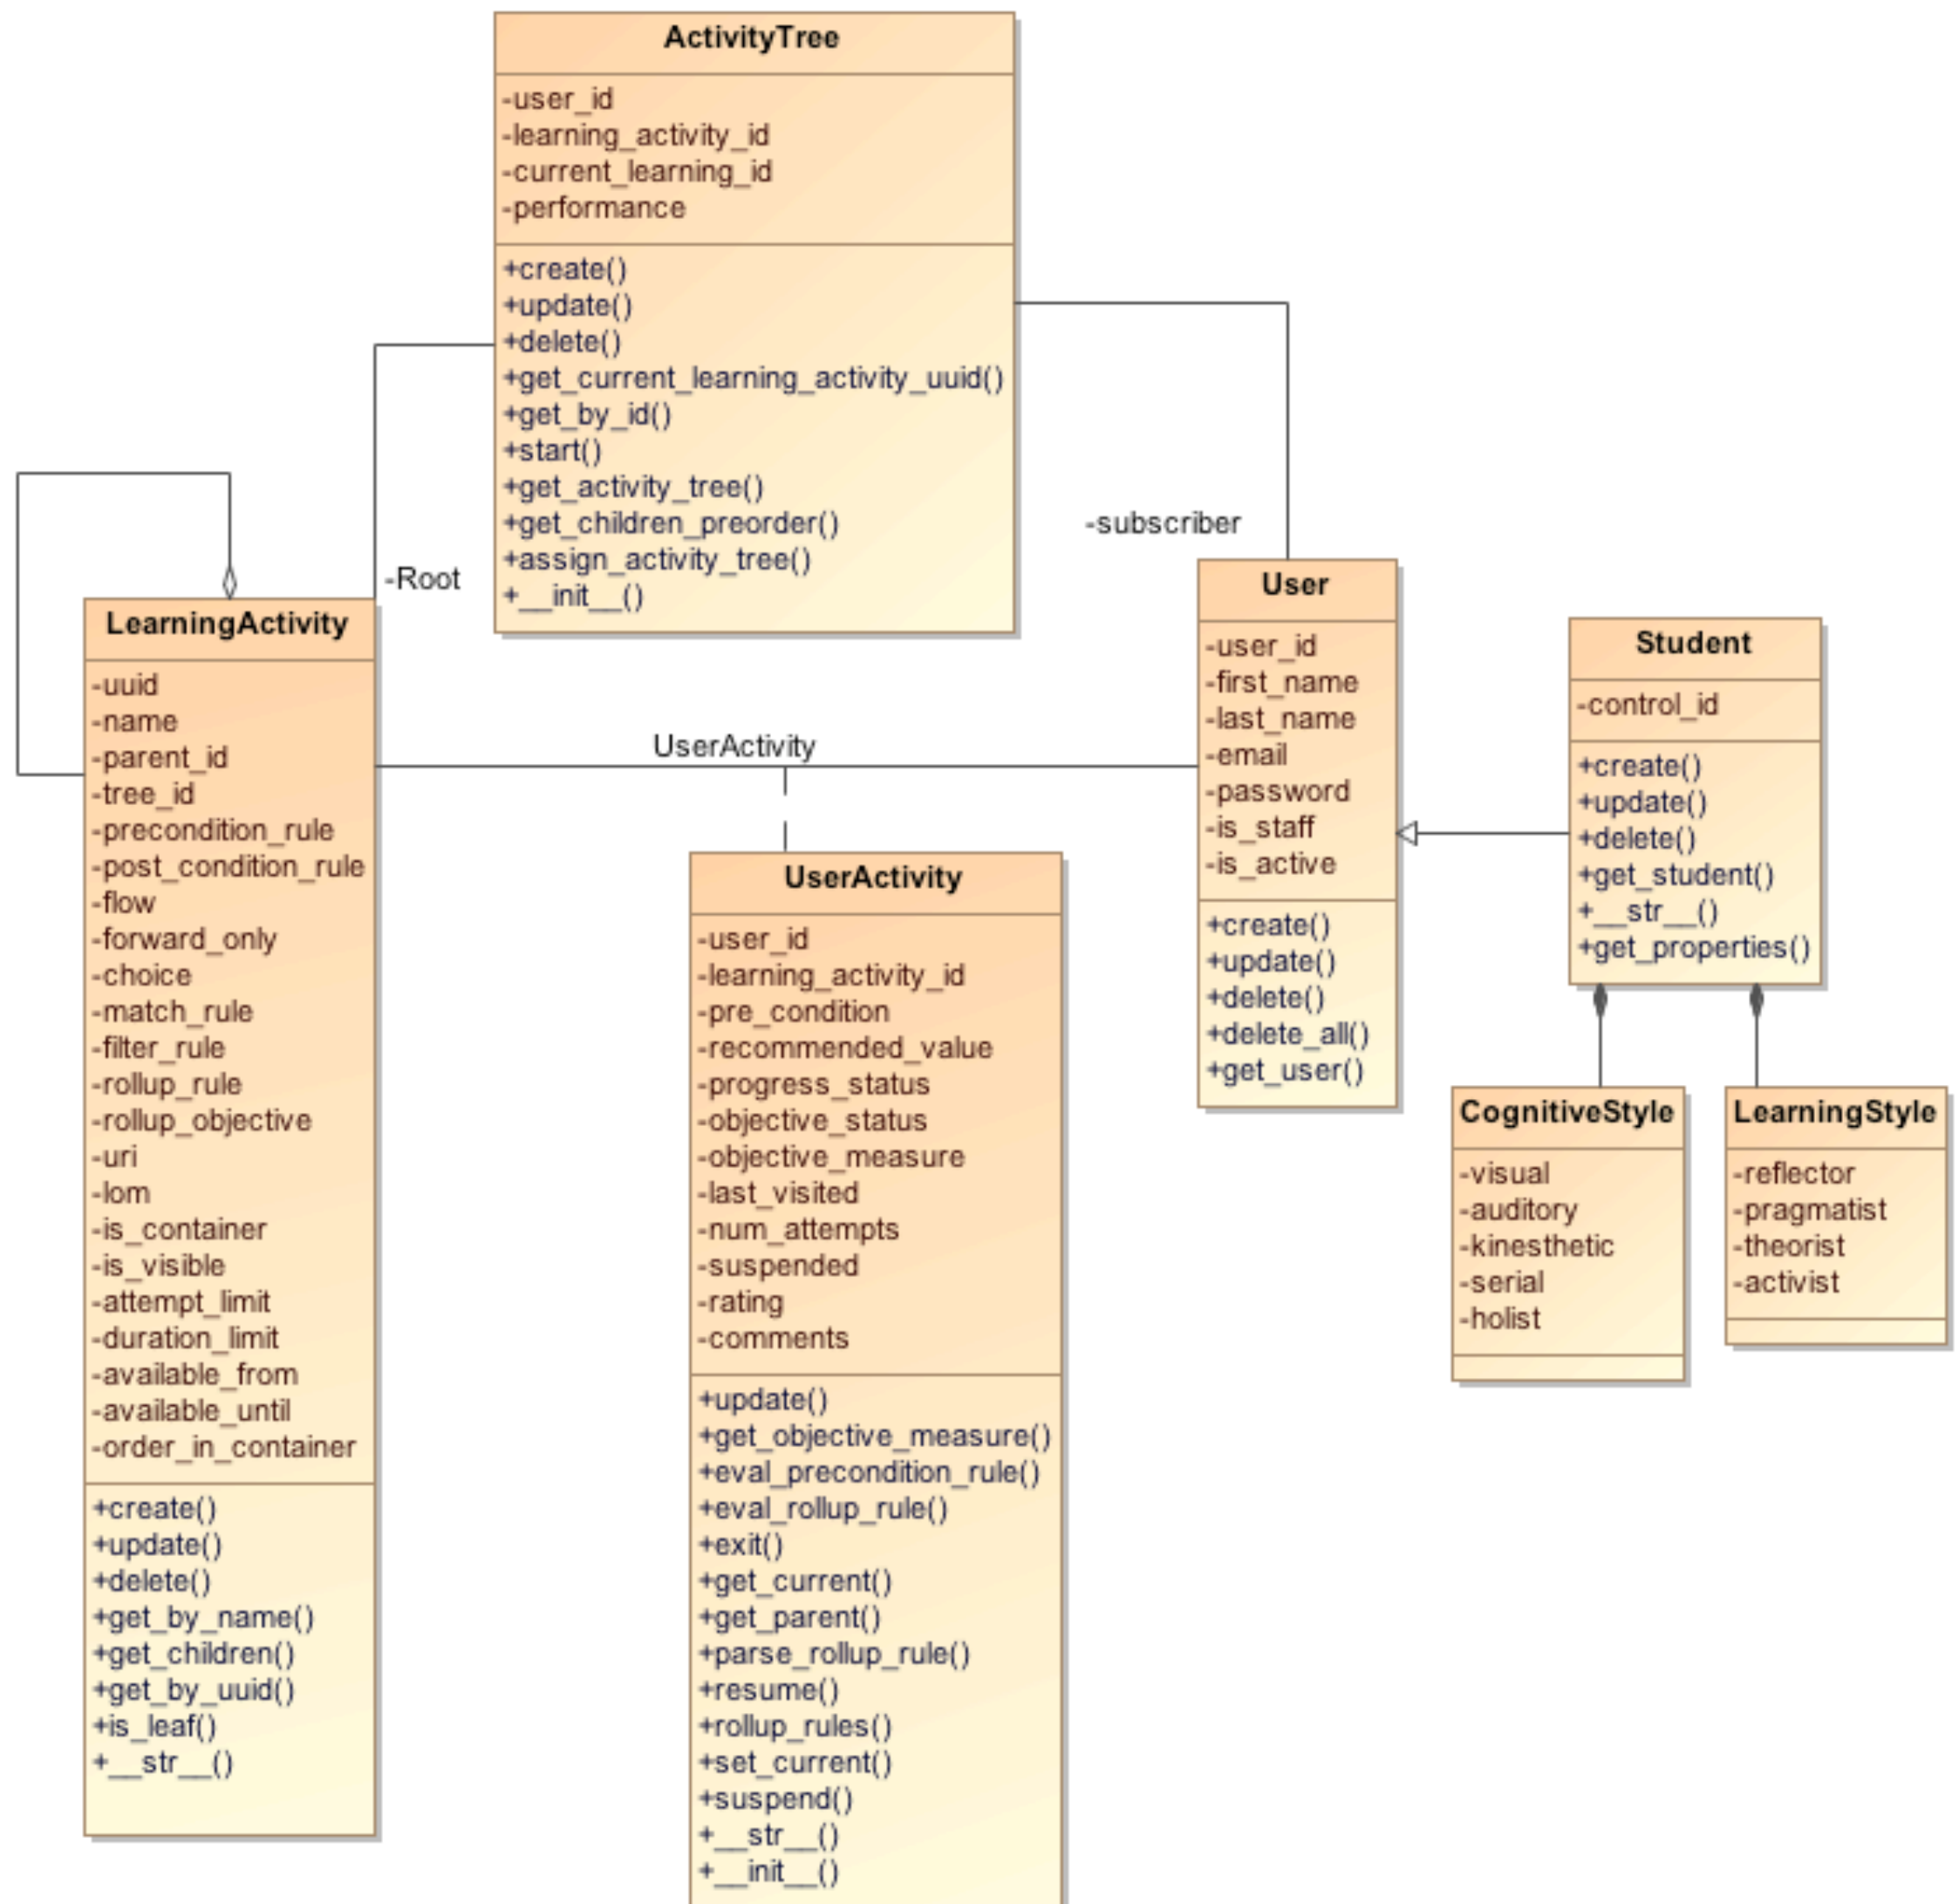 ActivityTree
-user_id
-learning_activity_id
-current_learning_id
-performance
+create()
+update()
+delete()
+get_current_learning_activity_uuid()
+get_by_id()
+start()
+get_activity_tree()
+get_children_preorder()
+assign_activity_tree()
+__init__()
-Root
-subscriber
LearningActivity
-uuid
-name
-parent_id
-tree_id
-precondition_rule
-post_condition_rule
-flow
-forward_only
-choice
-match_rule
-filter_rule
-rollup_rule
-rollup_objective
-uri
-lom
-is_container
-is_visible
-attempt_limit
-duration_limit
-available_from
-available_until
-order_in_container
+create()
+update()
+delete()
+get_by_name()
+get_children()
+get_by_uuid()
+is_leaf()
+__str__()
UserActivity
UserActivity
-user_id
-learning_activity_id
-pre_condition
-recommended_value
-progress_status
-objective_status
-objective_measure
-last_visited
-num_attempts
-suspended
-rating
-comments
+update()
+get_objective_measure()
+eval_precondition_rule()
+eval_rollup_rule()
+exit()
+get_current()
+get_parent()
+parse_rollup_rule()
+resume()
+rollup_rules()
+set_current()
+suspend()
+__str__()
+__init__()
User
-user_id
-first_name
-last_name
-email
-password
-is_staff
-is_active
+create()
+update()
+delete()
+delete_all()
+get_user()
Student
-control_id
+create()
+update()
+delete()
+get_student()
+__str__()
+get_properties()
CognitiveStyle
-visual
-auditory
-kinesthetic
-serial
-holist
LearningStyle
-reflector
-pragmatist
-theorist
-activist